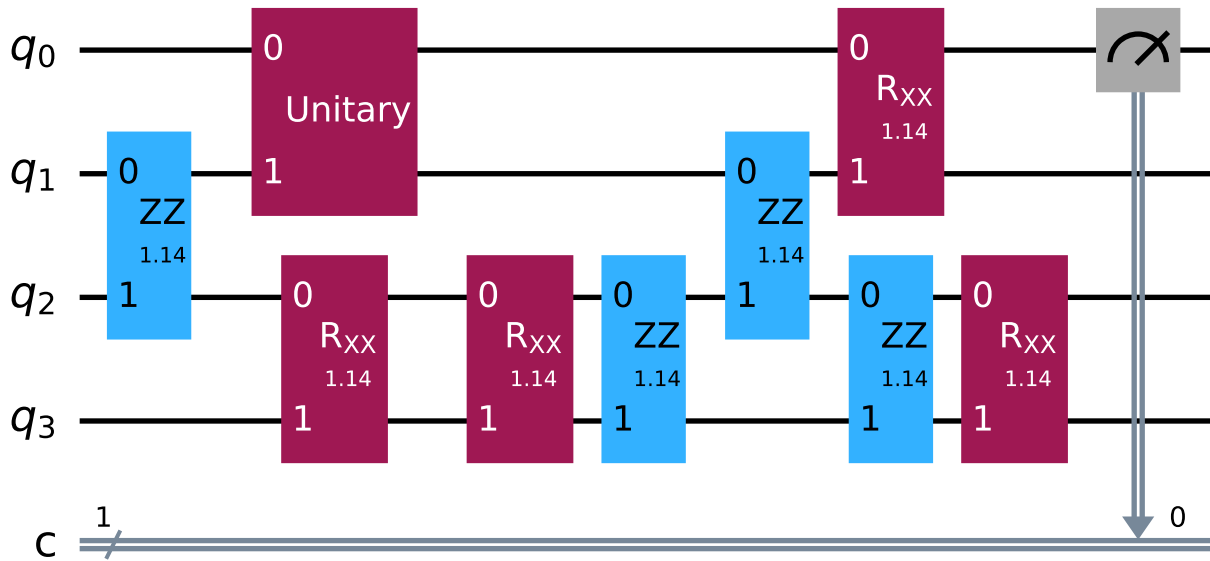 q0 0 0
Unitary RXX
1.14
q1 0 1 0 1
ZZ ZZ
1.14 1.14
q2 1 0 0 0 1 0 0
RXX RXX ZZ ZZ RXX
1.14 1.14 1.14 1.14 1.14
q3 1 1 1 1 1
1 0
c